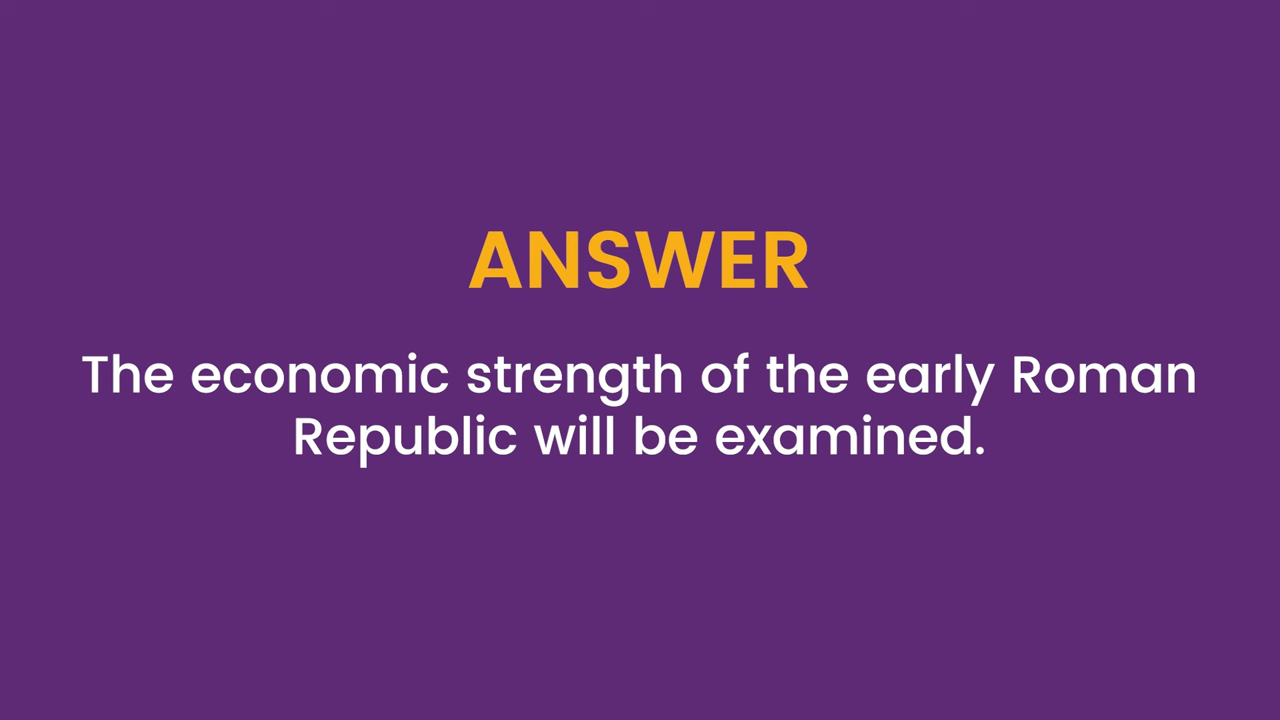 ANSWER
The economic strength of the early Roman
Republic will be examined.